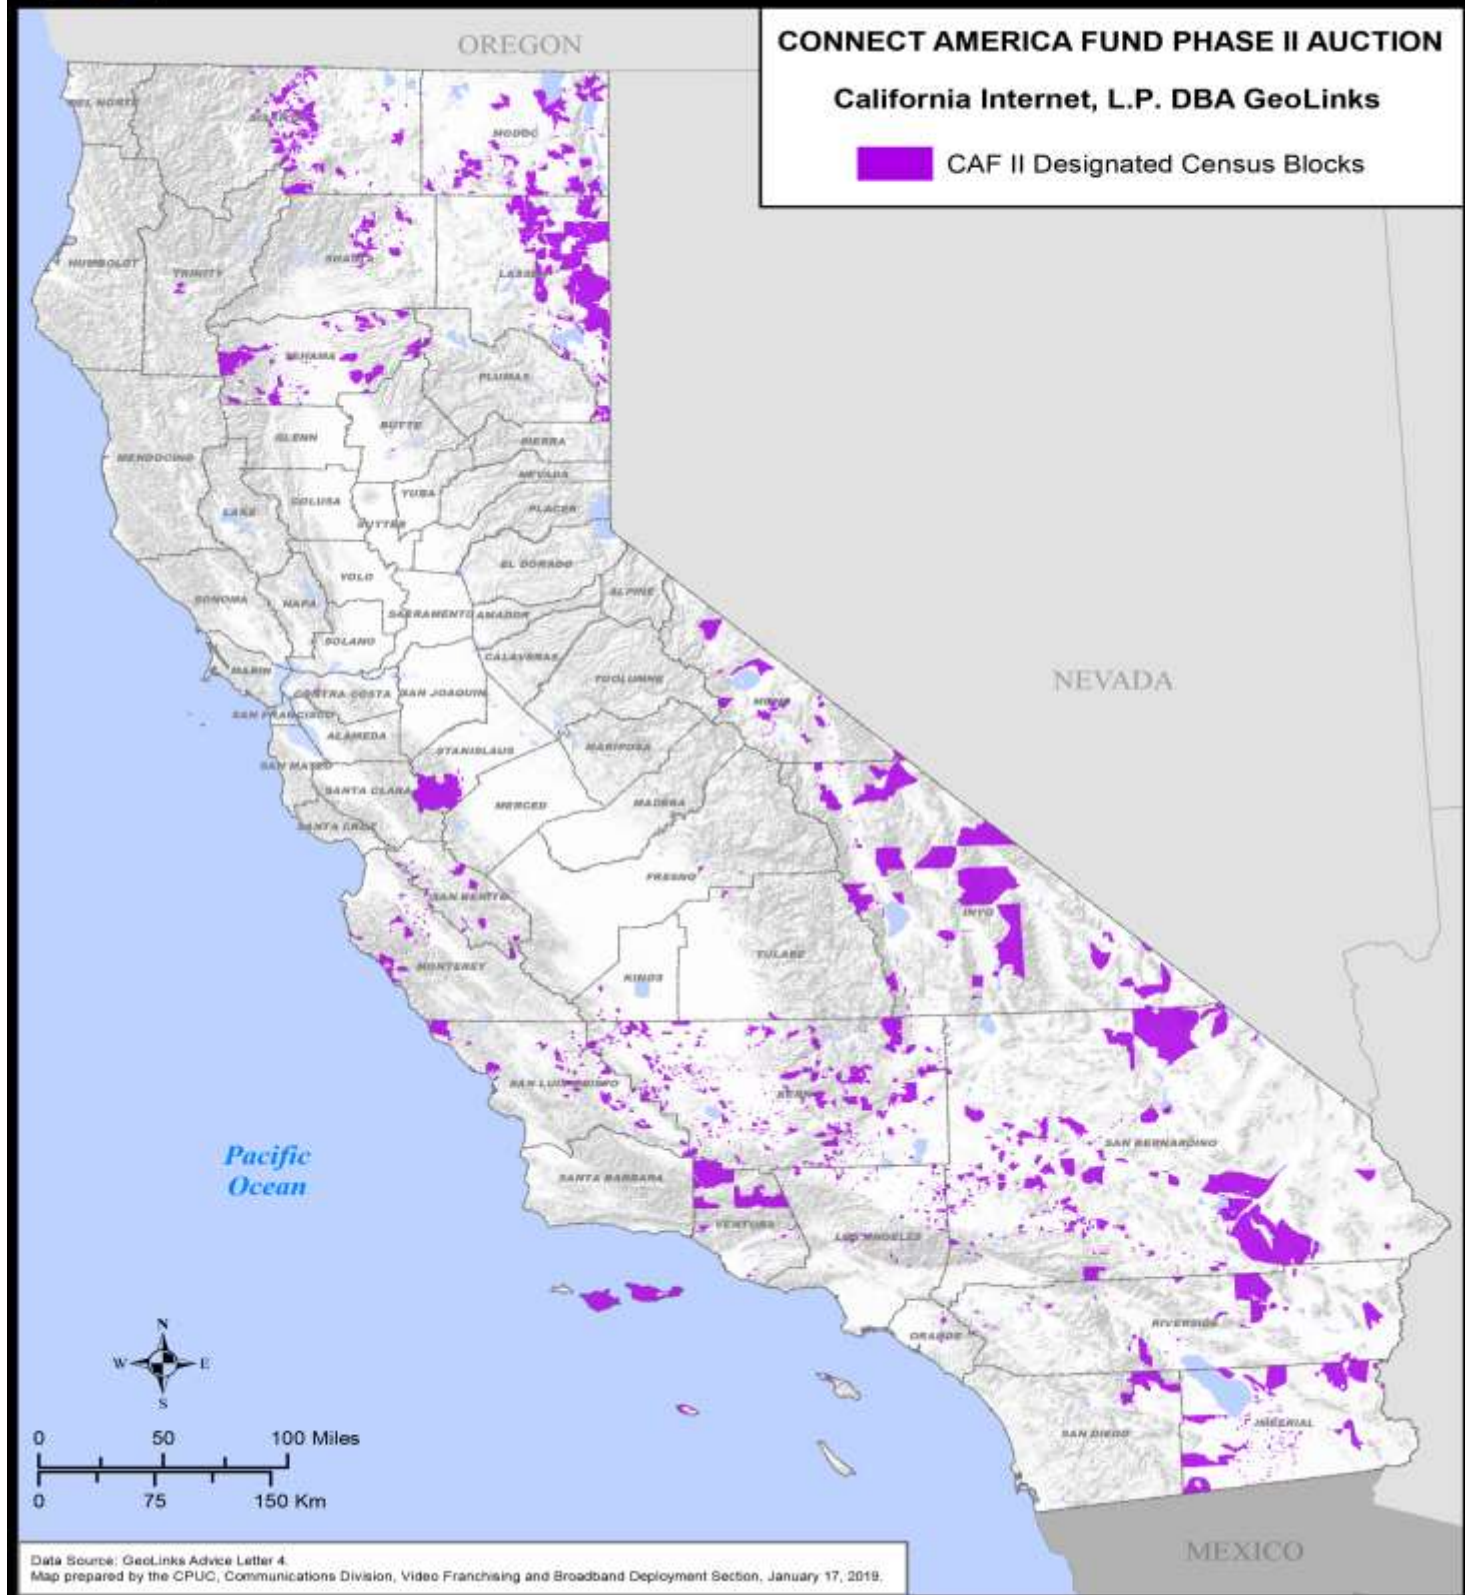 CONNECT AMERICA FUND PHASE II AUCTION
California Internet, L.P. DBA GeoLinks
CAF II Designated Census Blocks
OREGON
DEL NORTE
MODOC
HUMBOLDT
TRINITY
SHASTA
LASSEN
TEHAMA
PLUMAS
BUTTE
GLENN
SIERRA
MENDOCINO
NEVADA
YUBA
COLUSA
PLACER
LAKE
SUTTER
EL DORADO
YOLO
ALPINE
SONOMA
NAPA
SACRAMENTO
AMADOR
SOLANO
CALAVERAS
MARIN
TUOLUMNE
NEVADA
CONTRA COSTA
SAN JOAQUIN
MONO
SAN FRANCISCO
ALAMEDA
STANISLAUS
MARIPOSA
SAN MATEO
SANTA CLARA
MERCED
MADERA
SANTA CRUZ
FRESNO
SAN BENITO
INYO
TULARE
MONTEREY
KINGS
SAN LUIS OBISPO
KERN
SAN BERNARDINO
Pacific
Ocean
SANTA BARBARA
VENTURA
LOS ANGELES
RIVERSIDE
ORANGE
IMPERIAL
SAN DIEGO
N
W E
S
0 50 100 Miles
0 75 150 Km
MEXICO
Data Source: GeoLinks Advice Letter 4.
Map prepared by the CPUC, Communications Division, Video Franchising and Broadband Deployment Section, January 17, 2019.